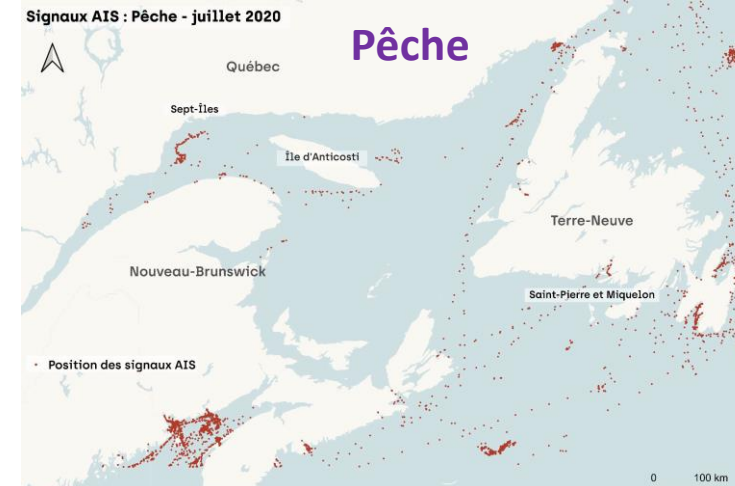 Signaux AIS : Pêche - juillet 2020
Pêche
Québec
Sept-Îles
Île d'Anticosti
Terre-Neuve
Nouveau-Brunswick
Saint-Pierre et Miquelon
Position des signaux AIS
0 100 km